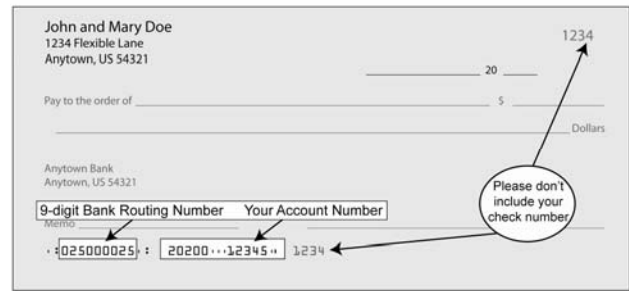 John and Mary Doe
1234 Flexible Lane
Anytown, US 54321
1234
20
Pay to the order of $
Dollars
Anytown Bank
Anytown, US 54321
Please don't
include your
check number
9-digit Bank Routing Number Your Account Number
Memo
⑆025000025⑆ 20200⑉⑉⑉12345⑈ 1234